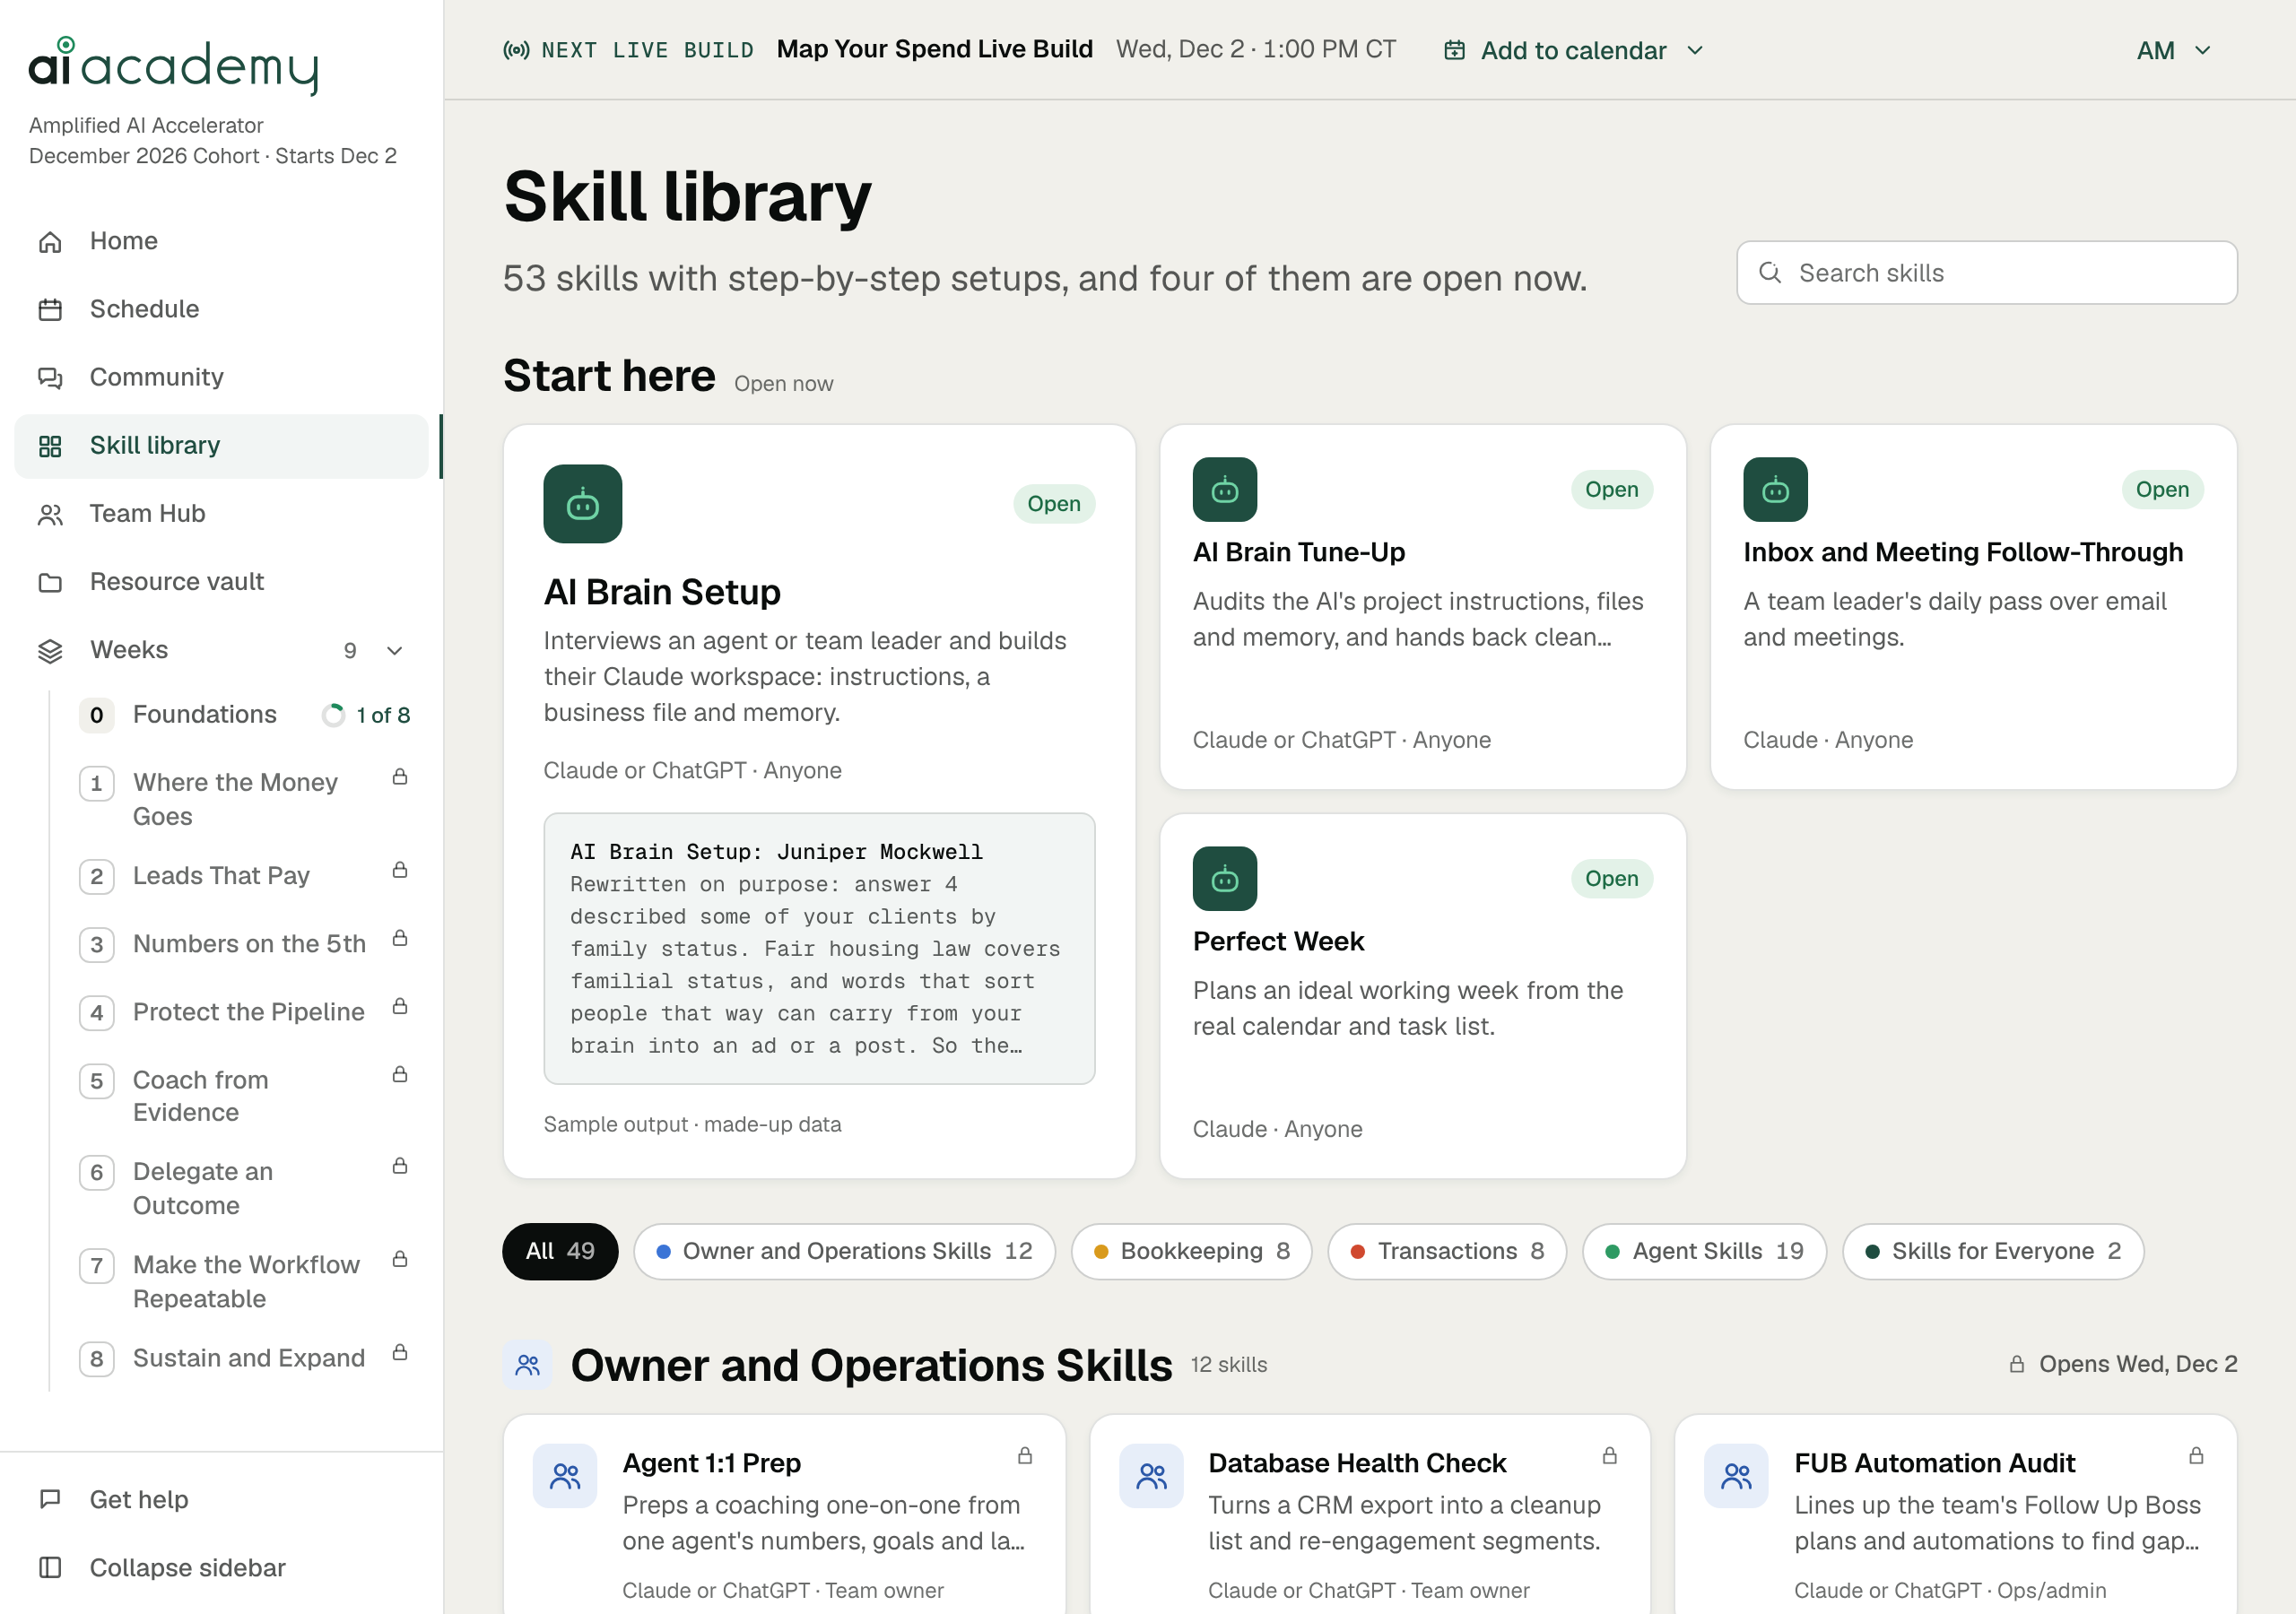 ai academy
Amplified AI Accelerator
December 2026 Cohort · Starts Dec 2
Home
Schedule
Community
Skill library
Team Hub
Resource vault
Weeks 9
0 Foundations 1 of 8
1 Where the Money
Goes
2 Leads That Pay
3 Numbers on the 5th
4 Protect the Pipeline
5 Coach from
Evidence
6 Delegate an
Outcome
7 Make the Workflow
Repeatable
8 Sustain and Expand
Get help
Collapse sidebar
NEXT LIVE BUILD Map Your Spend Live Build Wed, Dec 2 · 1:00 PM CT Add to calendar AM
Skill library
53 skills with step-by-step setups, and four of them are open now.
Search skills
Start here Open now
Open
AI Brain Setup
Interviews an agent or team leader and builds
their Claude workspace: instructions, a
business file and memory.
Claude or ChatGPT · Anyone
AI Brain Setup: Juniper Mockwell
Rewritten on purpose: answer 4
described some of your clients by
family status. Fair housing law covers
familial status, and words that sort
people that way can carry from your
brain into an ad or a post. So the…
Sample output · made-up data
Open
AI Brain Tune-Up
Audits the AI's project instructions, files
and memory, and hands back clean…
Claude or ChatGPT · Anyone
Open
Inbox and Meeting Follow-Through
A team leader's daily pass over email
and meetings.
Claude · Anyone
Open
Perfect Week
Plans an ideal working week from the
real calendar and task list.
Claude · Anyone
All 49 Owner and Operations Skills 12 Bookkeeping 8 Transactions 8 Agent Skills 19 Skills for Everyone 2
Owner and Operations Skills 12 skills Opens Wed, Dec 2
Agent 1:1 Prep
Preps a coaching one-on-one from
one agent's numbers, goals and la…
Claude or ChatGPT · Team owner
Database Health Check
Turns a CRM export into a cleanup
list and re-engagement segments.
Claude or ChatGPT · Team owner
FUB Automation Audit
Lines up the team's Follow Up Boss
plans and automations to find gap…
Claude or ChatGPT · Ops/admin